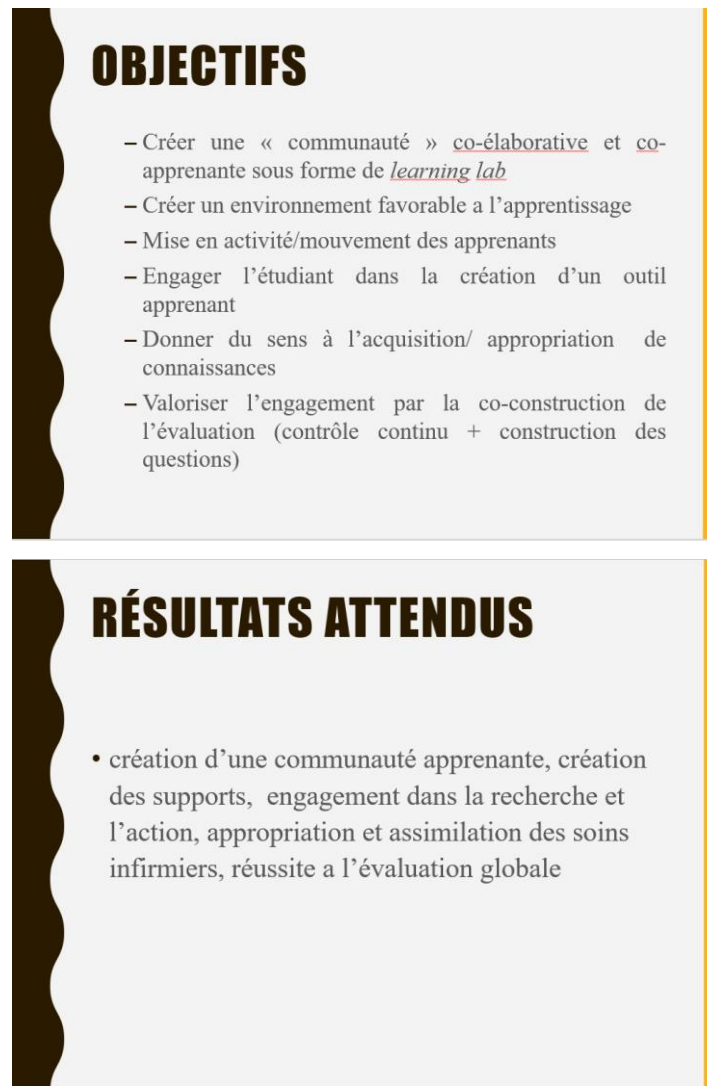 OBJECTIFS
– Créer une « communauté » co-élaborative et co-
apprenante sous forme de learning lab
– Créer un environnement favorable a l’apprentissage
– Mise en activité/mouvement des apprenants
– Engager l’étudiant dans la création d’un outil
apprenant
– Donner du sens à l’acquisition/ appropriation de
connaissances
– Valoriser l’engagement par la co-construction de
l’évaluation (contrôle continu + construction des
questions)
RÉSULTATS ATTENDUS
• création d’une communauté apprenante, création
des supports, engagement dans la recherche et
l’action, appropriation et assimilation des soins
infirmiers, réussite a l’évaluation globale